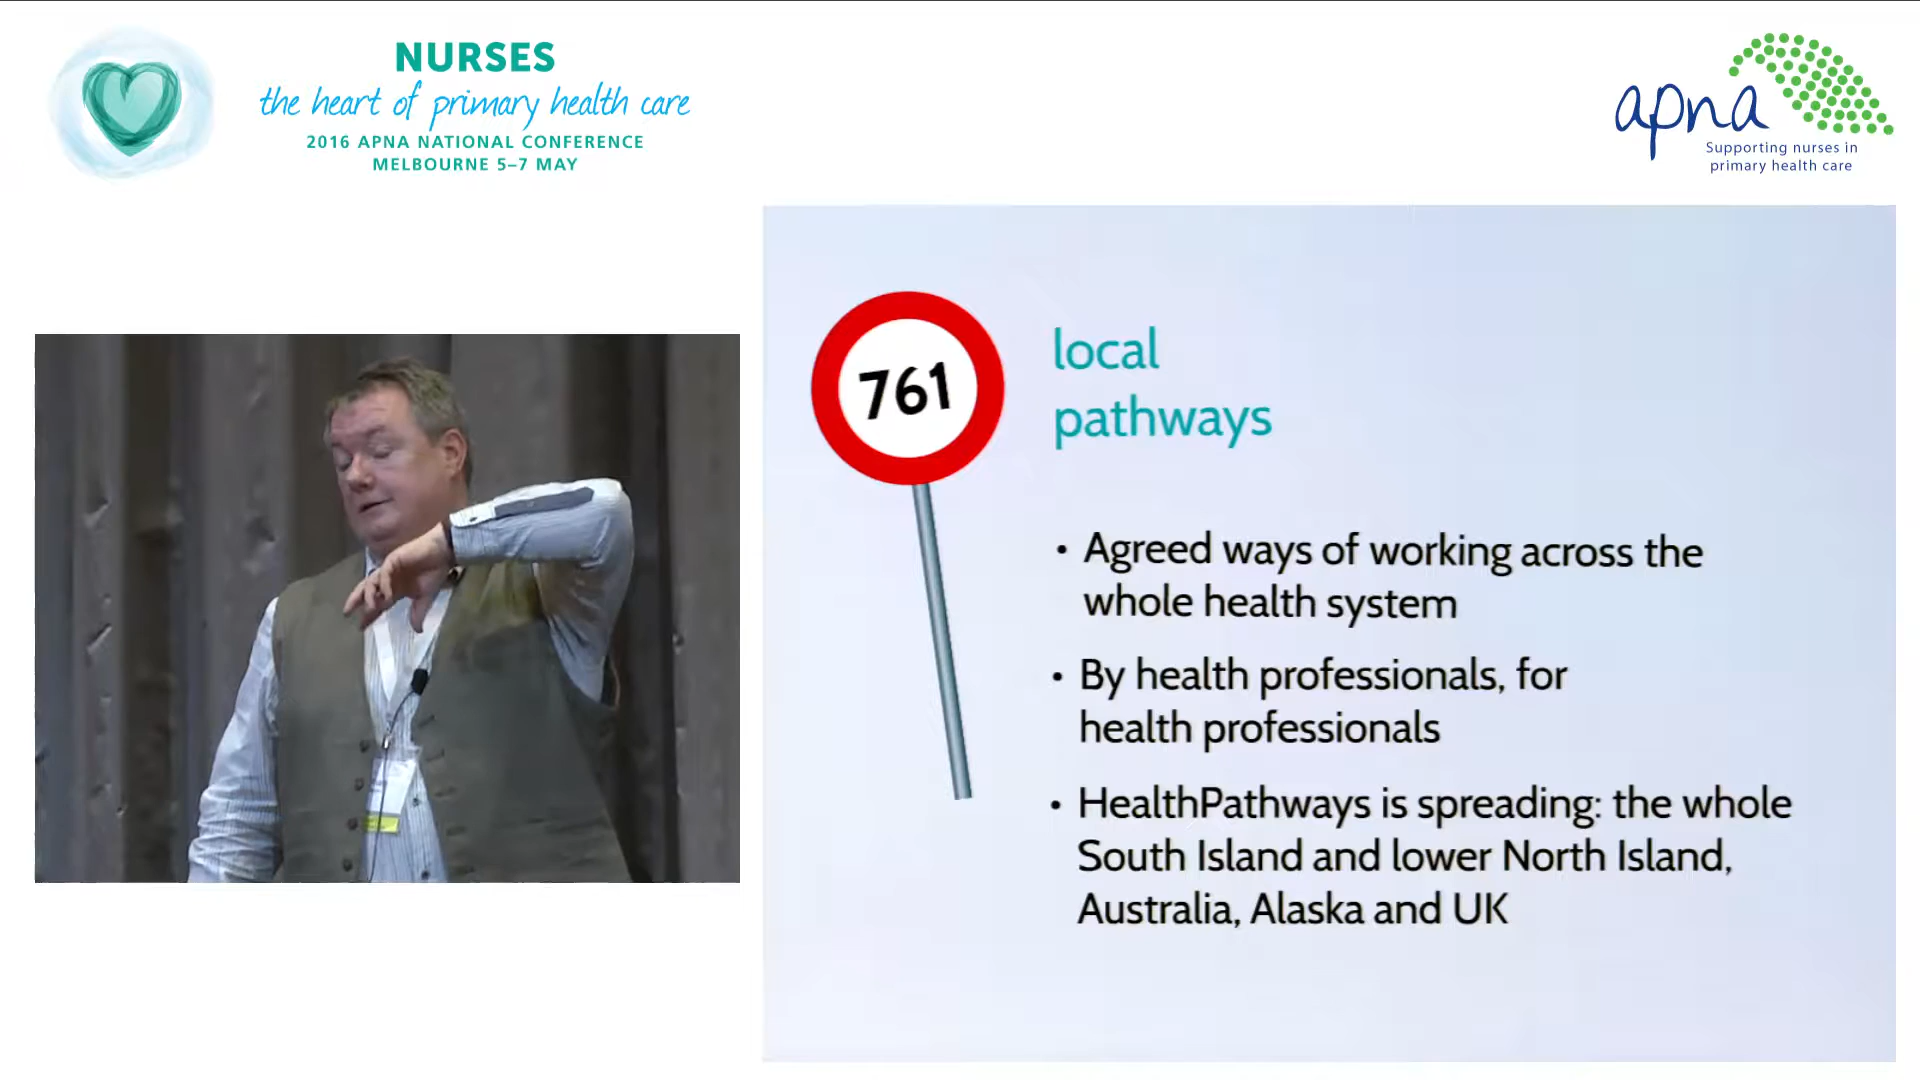 NURSES
the heart of primary health care
2016 APNA NATIONAL CONFERENCE
MELBOURNE 5–7 MAY
apna
Supporting nurses in
primary health care
761
local
pathways
• Agreed ways of working across the
whole health system
• By health professionals, for
health professionals
• HealthPathways is spreading: the whole
South Island and lower North Island,
Australia, Alaska and UK